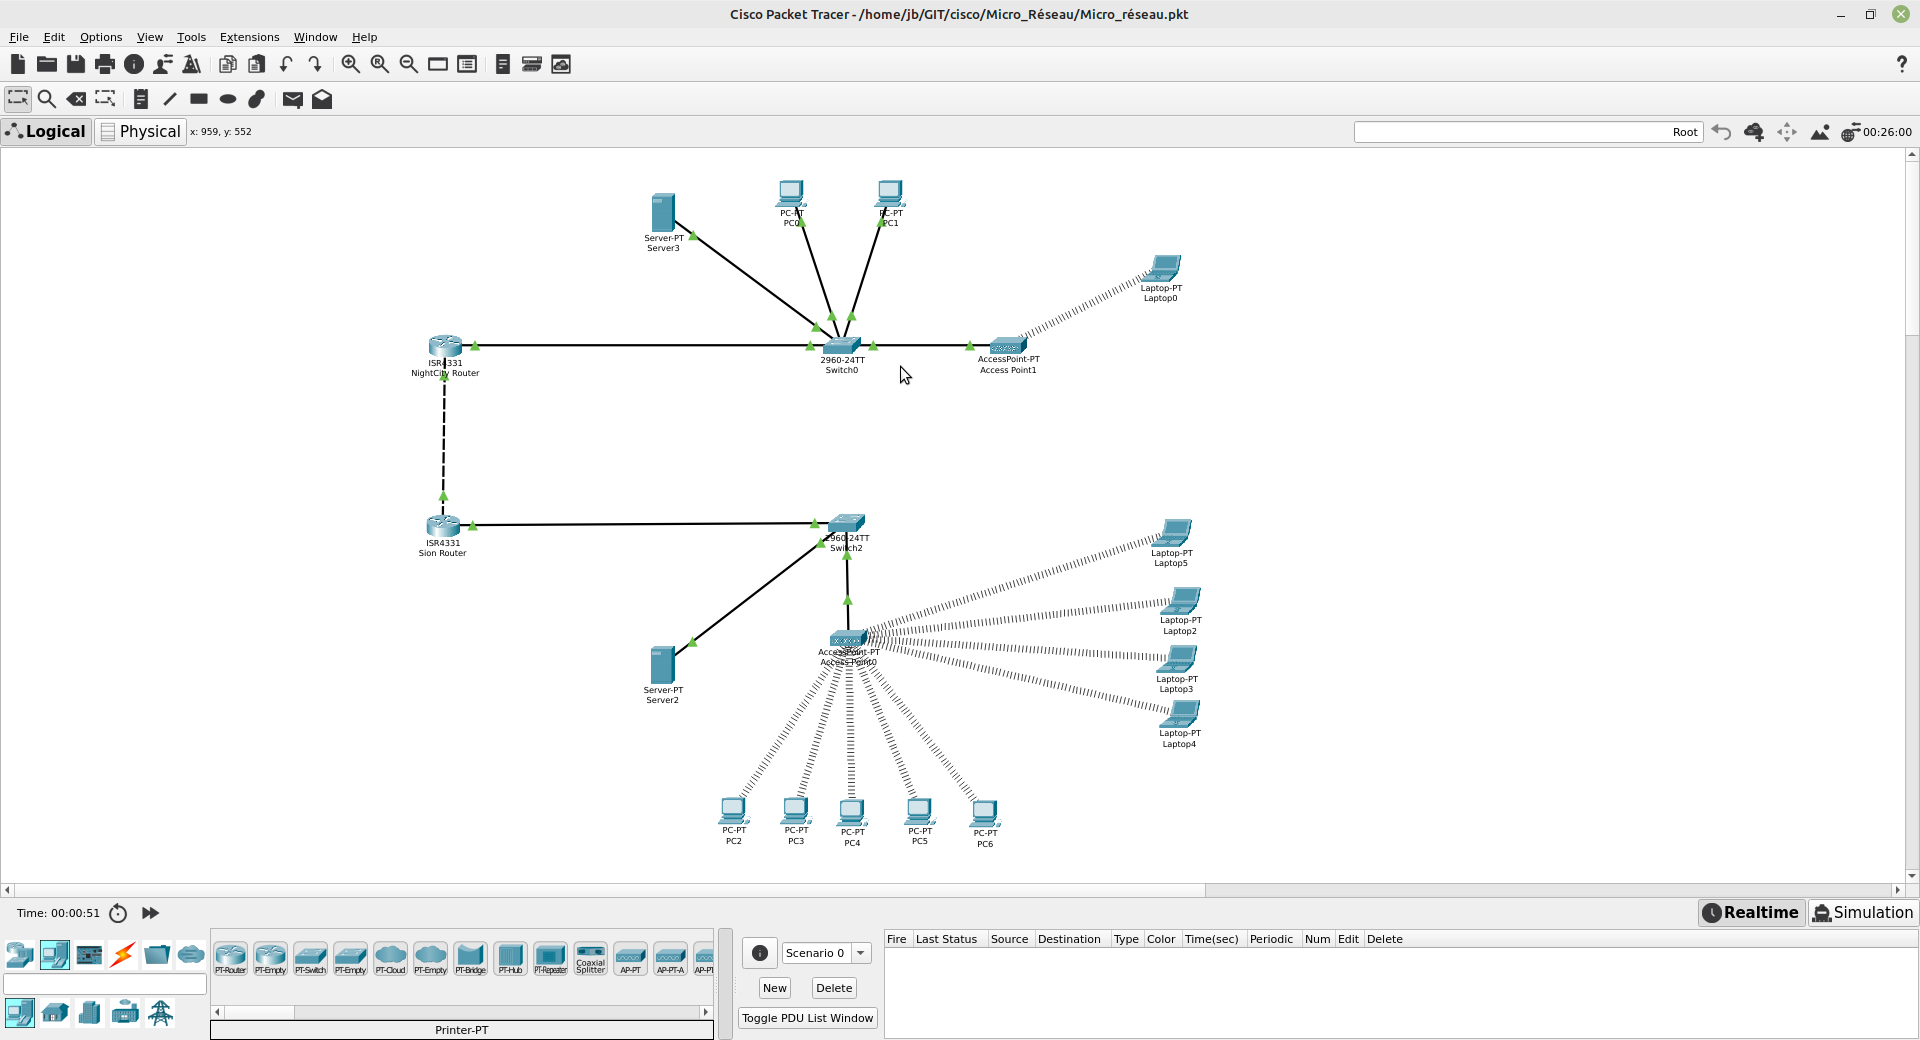 Cisco Packet Tracer - /home/jb/GIT/cisco/Micro_Réseau/Micro_réseau.pkt
File Edit Options View Tools Extensions Window Help
Logical Physical x: 959, y: 552 Root 00:26:00
PC-PT
PC0
PC-PT
PC1
Server-PT
Server3
Laptop-PT
Laptop0
ISR4331
NightCity Router
2960-24TT
Switch0
AccessPoint-PT
Access Point1
ISR4331
Sion Router
2960-24TT
Switch2
Laptop-PT
Laptop5
Laptop-PT
Laptop2
AccessPoint-PT
Access Point0
Laptop-PT
Laptop3
Server-PT
Server2
Laptop-PT
Laptop4
PC-PT
PC2
PC-PT
PC3
PC-PT
PC4
PC-PT
PC5
PC-PT
PC6
Time: 00:00:51 Realtime Simulation
Fire Last Status Source Destination Type Color Time(sec) Periodic Num Edit Delete
Scenario 0
PT-Router PT-Empty PT-Switch PT-Empty PT-Cloud PT-Empty PT-Bridge PT-Hub PT-Repeater Coaxial Splitter AP-PT AP-PT-A AP-PT
New Delete
Toggle PDU List Window
Printer-PT